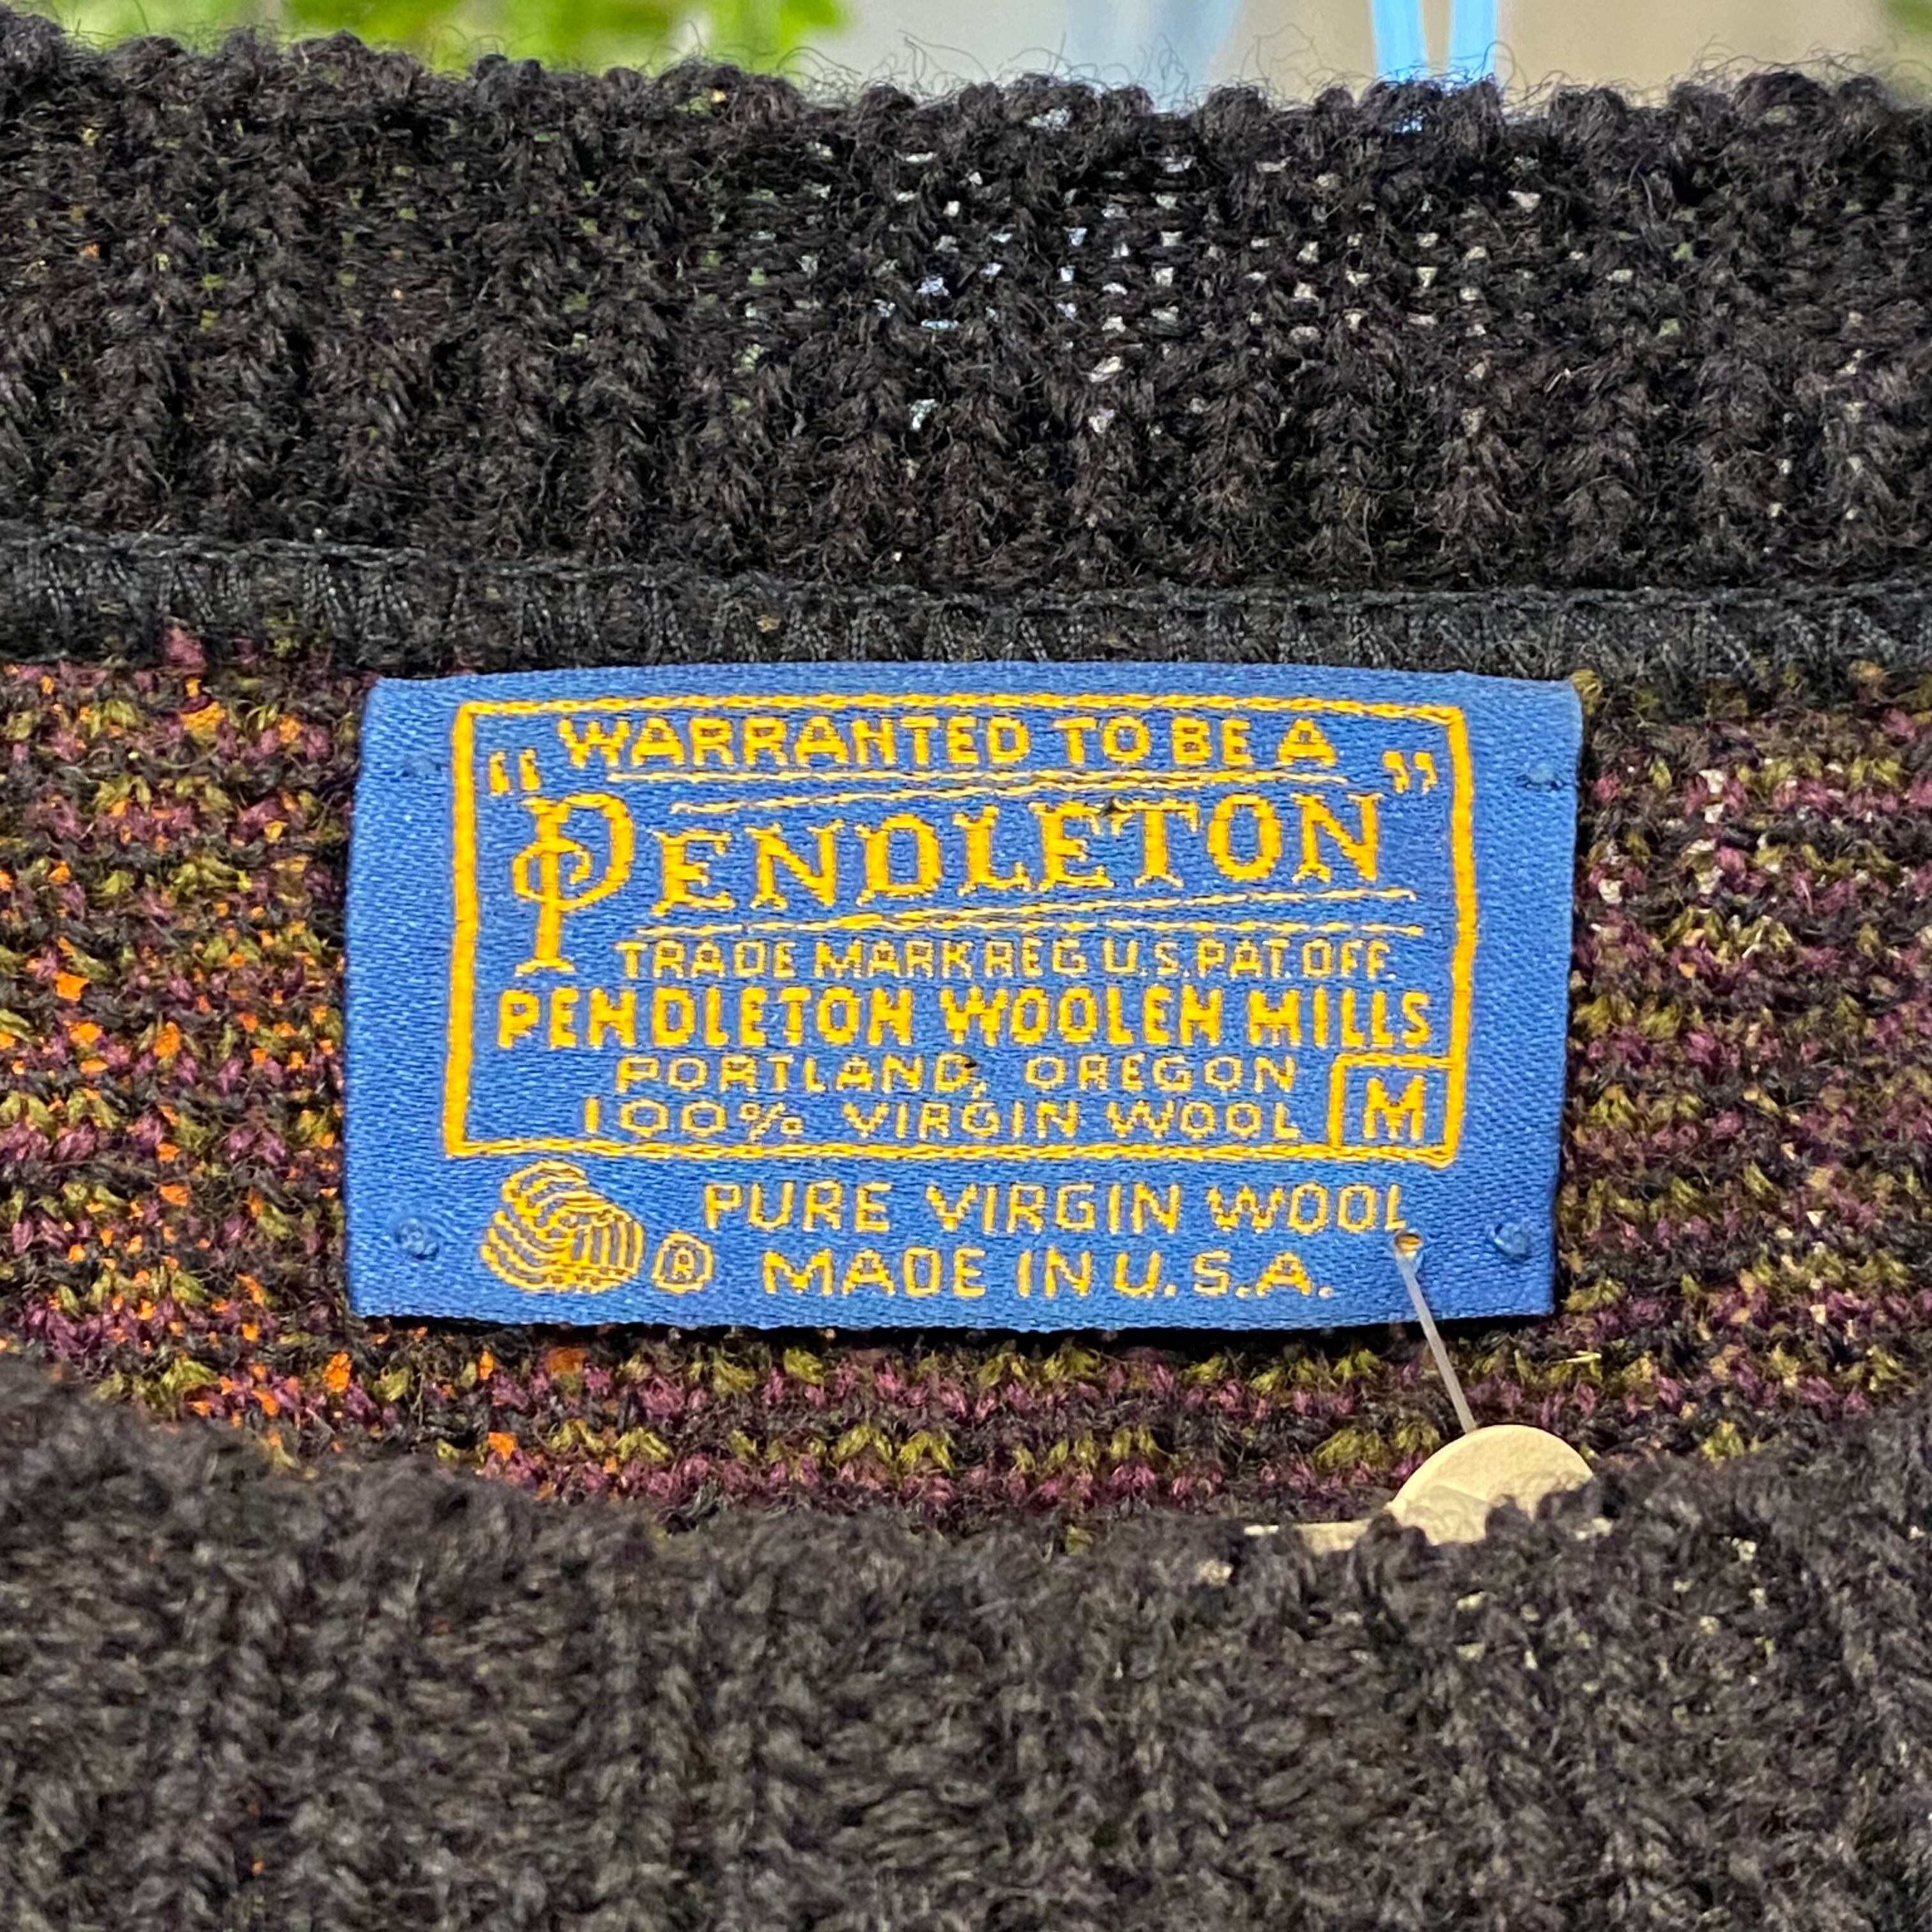 WARRANTED TO BE A
"PENDLETON"
TRADE MARK REG U.S. PAT. OFF.
PENDLETON WOOLEN MILLS
PORTLAND, OREGON
100% VIRGIN WOOL M
® PURE VIRGIN WOOL
MADE IN U.S.A.